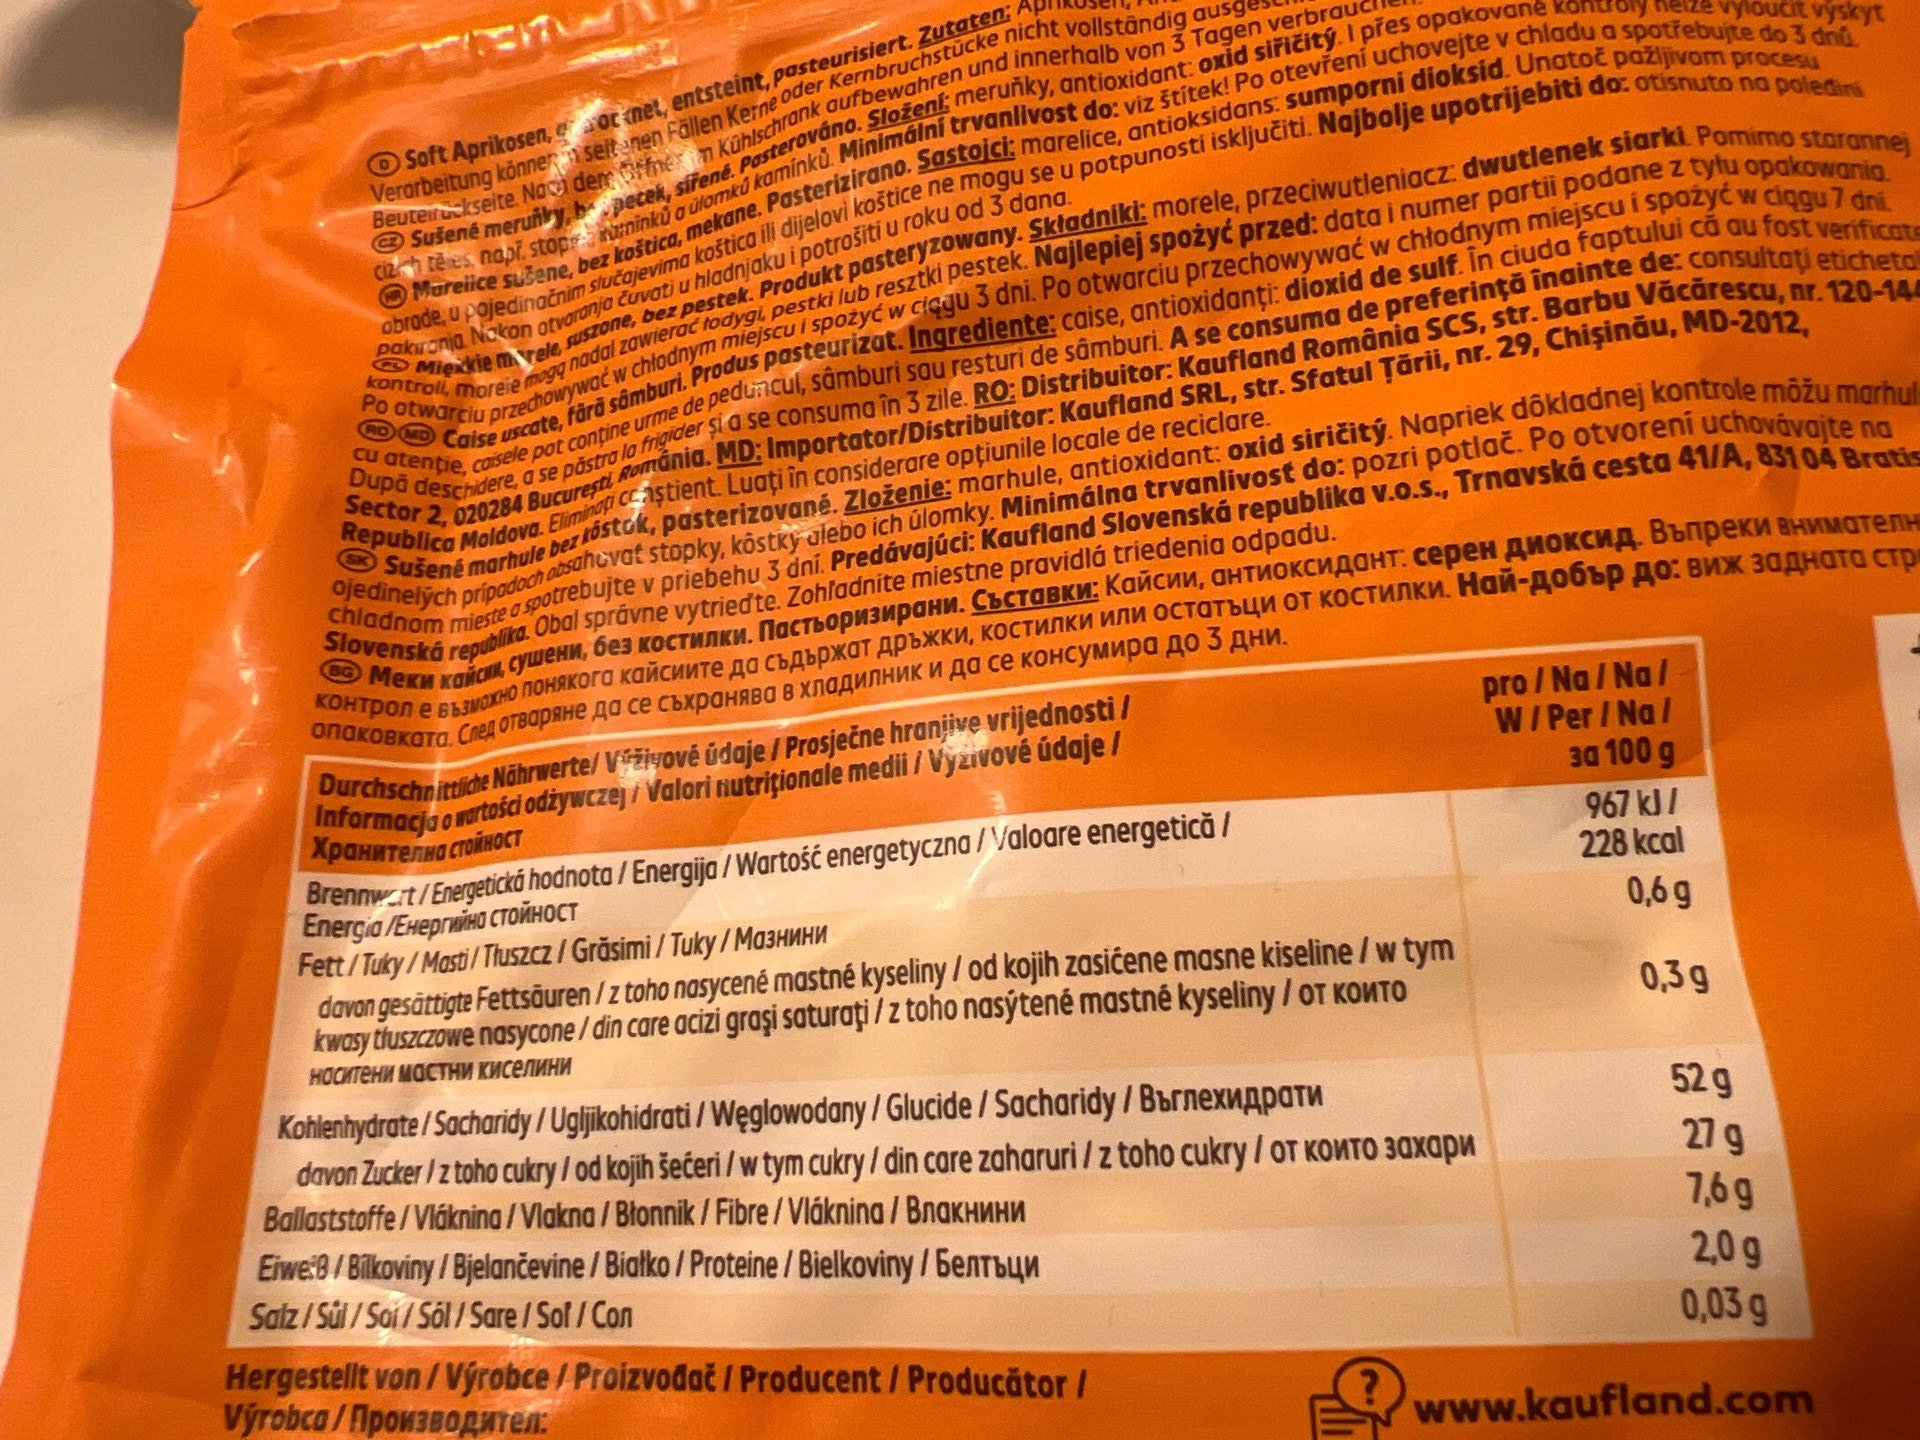 Ⓓ Soft Aprikosen, entsteint, pasteurisiert. Zutaten:
Verarbeitung können in seltenen Fällen Kerne oder Kernbruchstücke nicht vollständig
Beutelrückseite. Nach dem Öffnen im Kühlschrank aufbewahren und innerhalb von 3 Tagen
CZ Sušené meruňky, bez pecek, sířené. Pasterováno. Složení: meruňky, antioxidant: oxid siřičitý. I přes opakované kontroly nelze vyloučit výskyt
cizích těles, např. stopek, kamínků a úlomků kamínků. Minimální trvanlivost do: viz štítek! Po otevření uchovejte v chladu a spotřebujte do 3 dnů.
HR Marelice sušene, bez koštica, mekane. Pasterizirano. Sastojci: marelice, antioksidans: sumporni dioksid. Unatoč pažljivom procesu
obrade, u pojedinačnim slučajevima koštica ili dijelovi koštice ne mogu se u potpunosti isključiti. Najbolje upotrijebiti do: otisnuto na poleđini
pakiranja. Nakon otvaranja čuvati u hladnjaku i potrošiti u roku od 3 dana.
PL Miękkie morele, suszone, bez pestek. Produkt pasteryzowany. Składniki: morele, przeciwutleniacz: dwutlenek siarki. Pomimo starannej
kontroli, morele mogą nadal zawierać łodygi, pestki lub resztki pestek. Najlepiej spożyć przed: data i numer partii podane z tyłu opakowania.
Po otwarciu przechowywać w chłodnym miejscu i spożyć w ciągu 3 dni. Po otwarciu przechowywać w chłodnym miejscu i spożyć w ciągu 7 dni.
RO MD Caise uscate, fără sâmburi. Produs pasteurizat. Ingrediente: caise, antioxidanți: dioxid de sulf. În ciuda faptului că au fost verificate
cu atenție, caisele pot conține urme de peduncul, sâmburi sau resturi de sâmburi. A se consuma de preferință înainte de: consultați eticheta
După deschidere, a se păstra la frigider și a se consuma în 3 zile. RO: Distribuitor: Kaufland România SCS, str. Barbu Văcărescu, nr. 120-144
Sector 2, 020284 București, România. MD: Importator/Distribuitor: Kaufland SRL, str. Sfatul Țării, nr. 29, Chișinău, MD-2012,
Republica Moldova. Eliminați conștient. Luați în considerare opțiunile locale de reciclare.
SK Sušené marhule bez kôstok, pasterizované. Zloženie: marhule, antioxidant: oxid siričitý. Napriek dôkladnej kontrole môžu
ojedinelých prípadoch obsahovať stopky, kôstky alebo ich úlomky. Minimálna trvanlivosť do: pozri potlač. Po otvorení uchovávajte na
chladnom mieste a spotrebujte v priebehu 3 dní. Predávajúci: Kaufland Slovenská republika v.o.s., Trnavská cesta 41/A, 831 04
Slovenská republika. Obal správne vytrieďte. Zohľadnite miestne pravidlá triedenia odpadu.
BG Меки кайсии, сушени, без костилки. Пастьоризирани. Съставки: Кайсии, антиоксидант: серен диоксид. Въпреки
контрол е възможно понякога кайсиите да съдържат дръжки, костилки или остатъци от костилки. Най-добър до: виж задната
опаковката. След отваряне да се съхранява в хладилник и да се консумира до 3 дни.
Durchschnittliche Nährwerte/ Výživové údaje / Prosječne hranjive vrijednosti /
Informacja o wartości odżywczej / Valori nutriționale medii / Výživové údaje /
Хранителна стойност
pro / Na / Na /
W / Per / Na /
за 100 g
Brennwert / Energetická hodnota / Energija / Wartość energetyczna / Valoare energetică /
Energia /Енергийна стойност
967 kJ /
228 kcal
Fett / Tuky / Masti / Tłuszcz / Grăsimi / Tuky / Мазнини
0,6 g
davon gesättigte Fettsäuren / z toho nasycené mastné kyseliny / od kojih zasićene masne kiseline / w tym
kwasy tłuszczowe nasycone / din care acizi grași saturați / z toho nasýtené mastné kyseliny / от които
наситени мастни киселини
0,3 g
Kohlenhydrate / Sacharidy / Ugljikohidrati / Węglowodany / Glucide / Sacharidy / Въглехидрати
52 g
davon Zucker / z toho cukry / od kojih šećeri / w tym cukry / din care zaharuri / z toho cukry / от които захари
27 g
Ballaststoffe / Vláknina / Vlakna / Błonnik / Fibre / Vláknina / Влакнини
7,6 g
Eiweiß / Bílkoviny / Bjelančevine / Białko / Proteine / Bielkoviny / Белтъци
2,0 g
Salz / Sůl / Sol / Sól / Sare / Soľ / Сол
0,03 g
Hergestellt von / Výrobce / Proizvođač / Producent / Producător /
Výrobca / Производител:
? www.kaufland.com